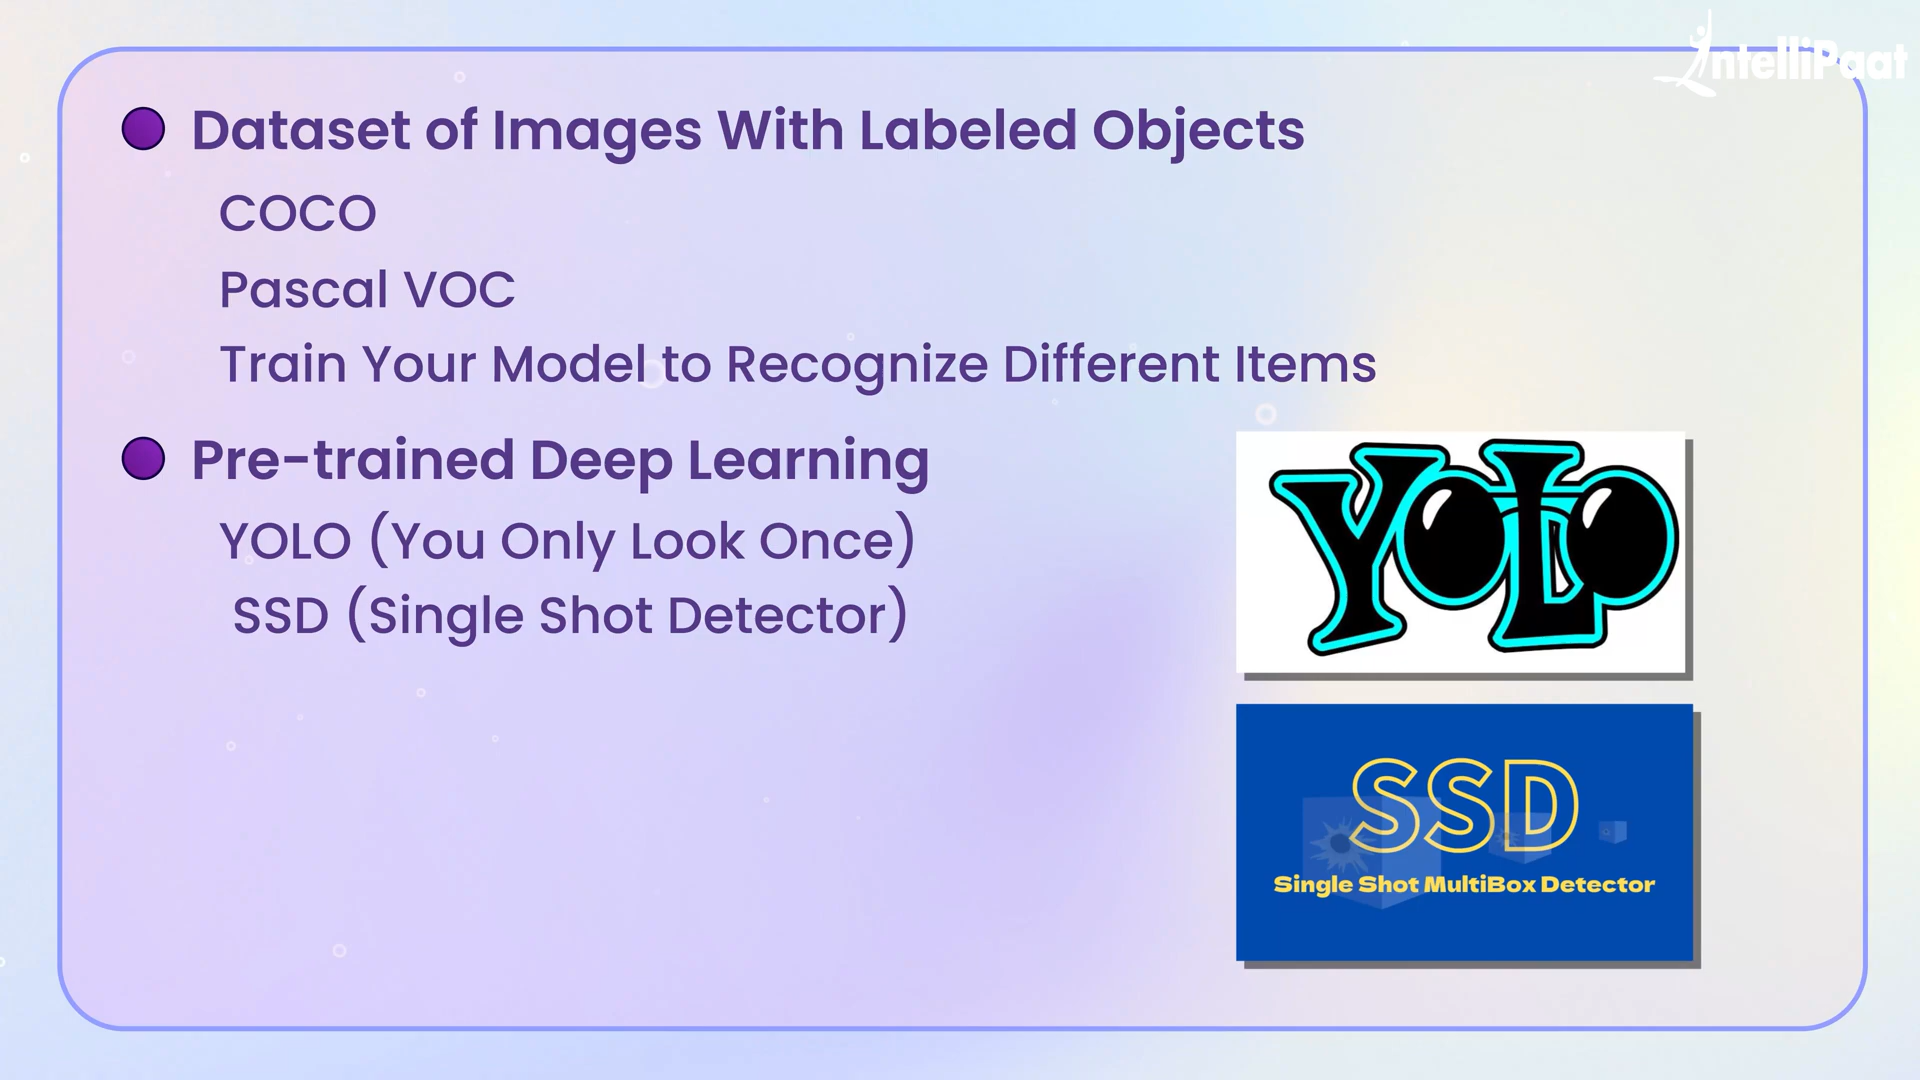 IntelliPaat
Dataset of Images With Labeled Objects
COCO
Pascal VOC
Train Your Model to Recognize Different Items
Pre-trained Deep Learning
YOLO (You Only Look Once)
SSD (Single Shot Detector)
YOLO
SSD
Single Shot MultiBox Detector